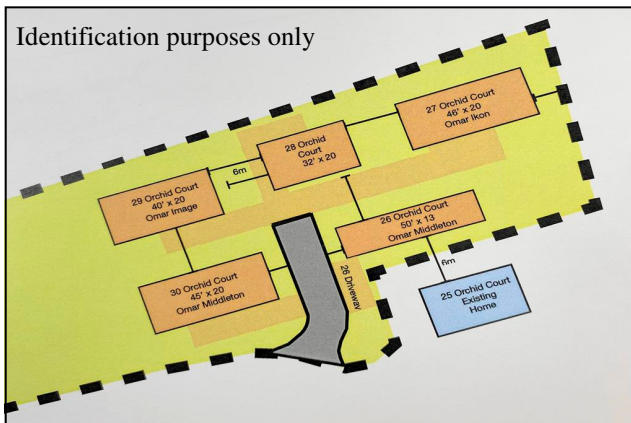 Identification purposes only
27 Orchid Court
46' x 20
Omar Ikon
28 Orchid
Court
32' x 20
6m
29 Orchid Court
40' x 20
Omar Image
26 Orchid Court
50' x 13
Omar Middleton
30 Orchid Court
45' x 20
Omar Middleton
26 Driveway
6m
25 Orchid Court
Existing
Home